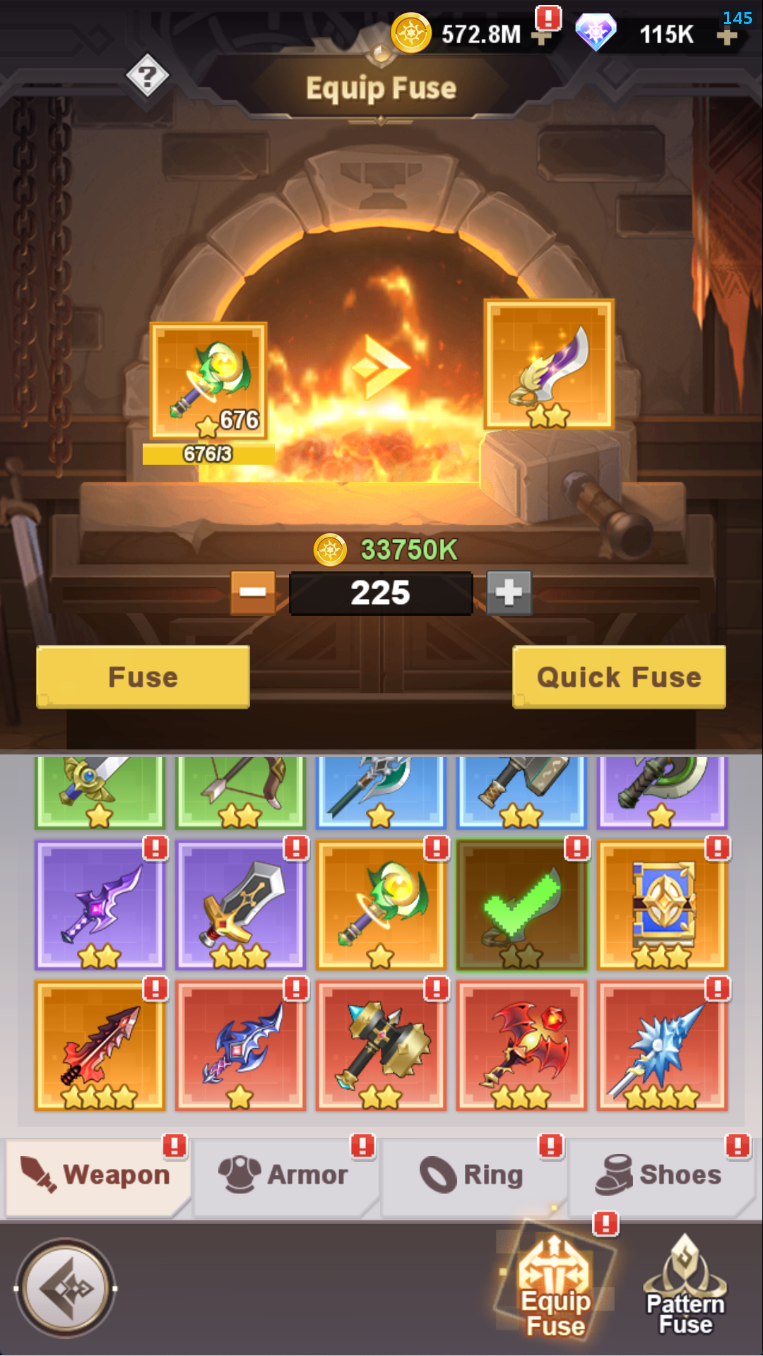 145
572.8M
115K
?
Equip Fuse
676
676/3
33750K
225
Fuse
Quick Fuse
Weapon
Armor
Ring
Shoes
Equip
Fuse
Pattern
Fuse